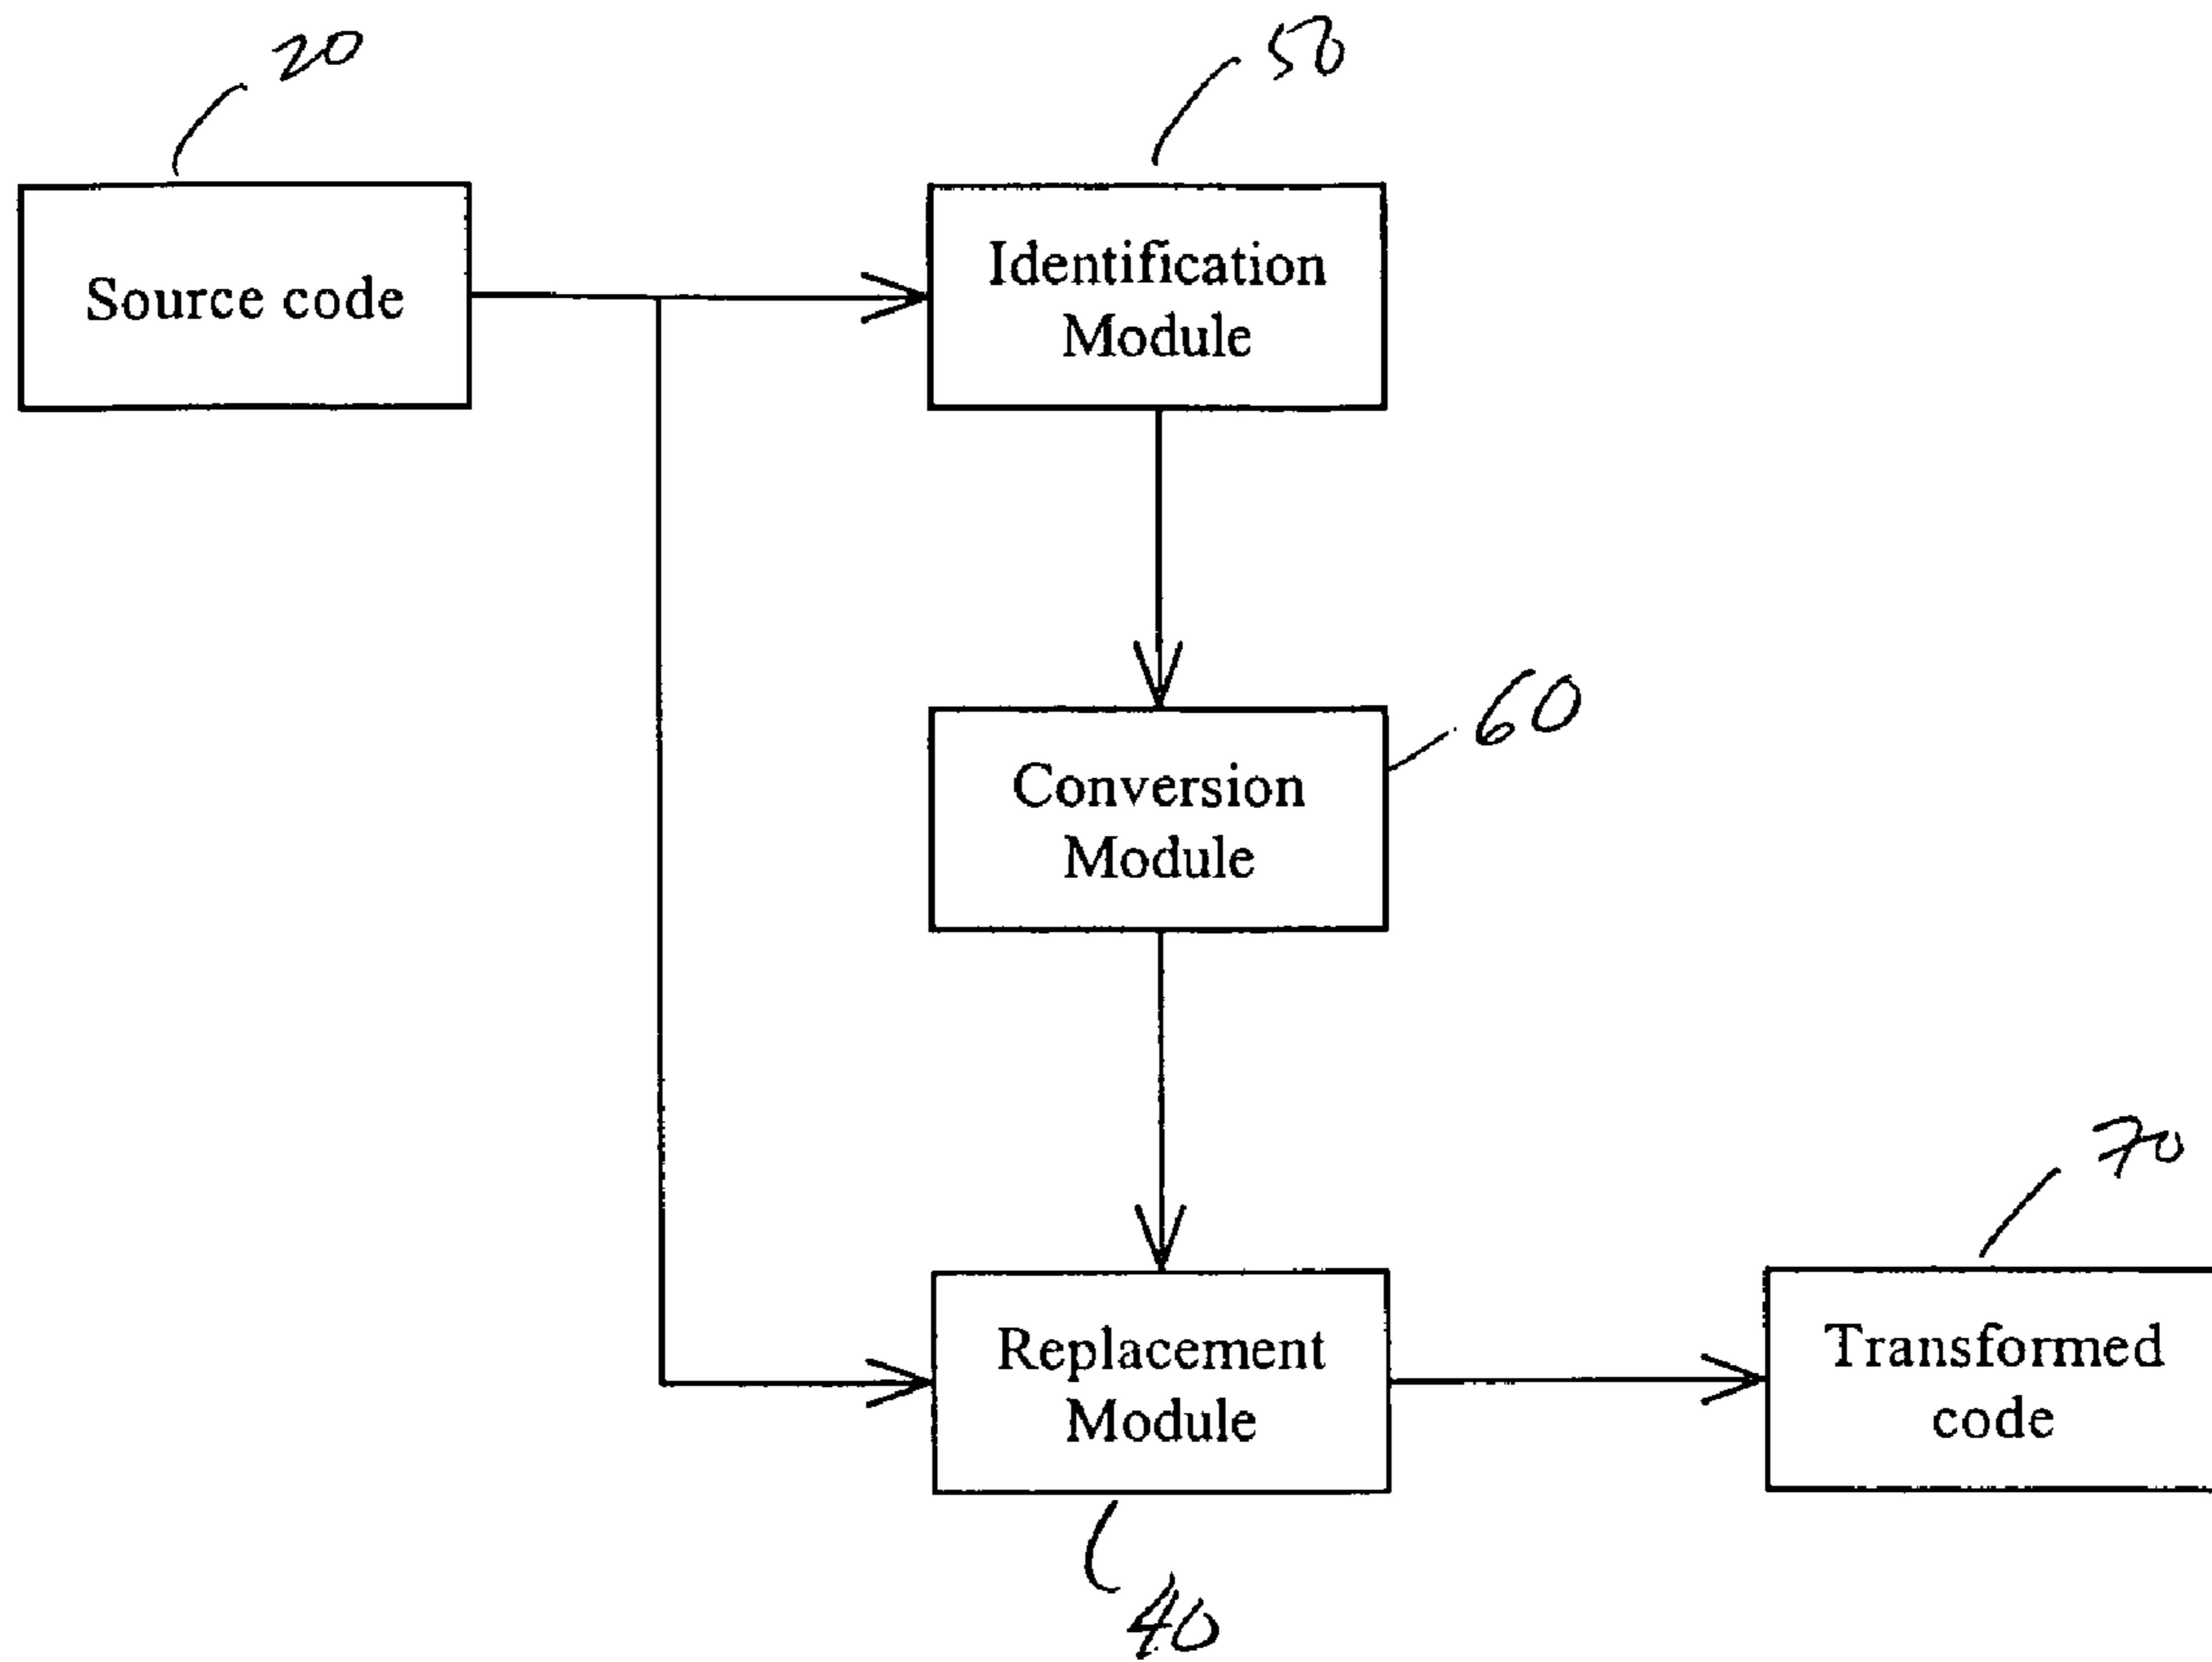 20
50
Source code
Identification
Module
60
Conversion
Module
70
Replacement
Module
Transformed
code
40